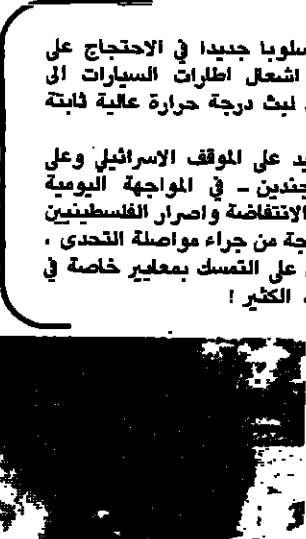 سلوبا جديدا في الاحتجاج على
اشعال اطارات السيارات الى
لبث درجة حرارة عالية ثابتة
يد على الموقف الاسرائيلي وعلى
جندين - في المواجهة اليومية
الانتفاضة واصرار الفلسطينيين
جة من جراء مواصلة التحدى .
على التمسك بمعايير خاصة في
الكثير !